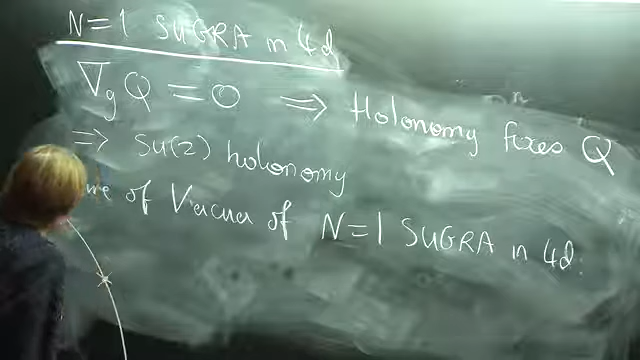 N=1 SUGRA in 4d
∇g Q = 0 ⇒ Holonomy fixes Q
⇒ SU(2) holonomy
of Vacua of N=1 SUGRA in 4d.